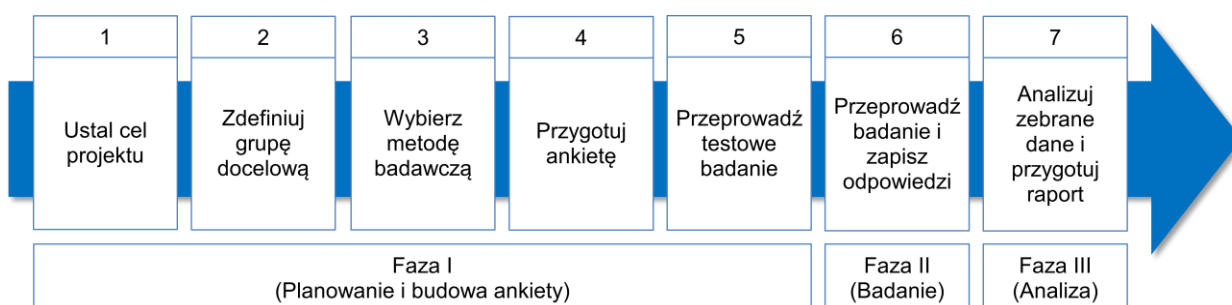 1
Ustal cel
projektu
2
Zdefiniuj
grupę
docelową
3
Wybierz
metodę
badawczą
4
Przygotuj
ankietę
5
Przeprowadź
testowe
badanie
6
Przeprowadź
badanie i
zapisz
odpowiedzi
7
Analizuj
zebrane
dane i
przygotuj
raport
Faza I
(Planowanie i budowa ankiety)
Faza II
(Badanie)
Faza III
(Analiza)